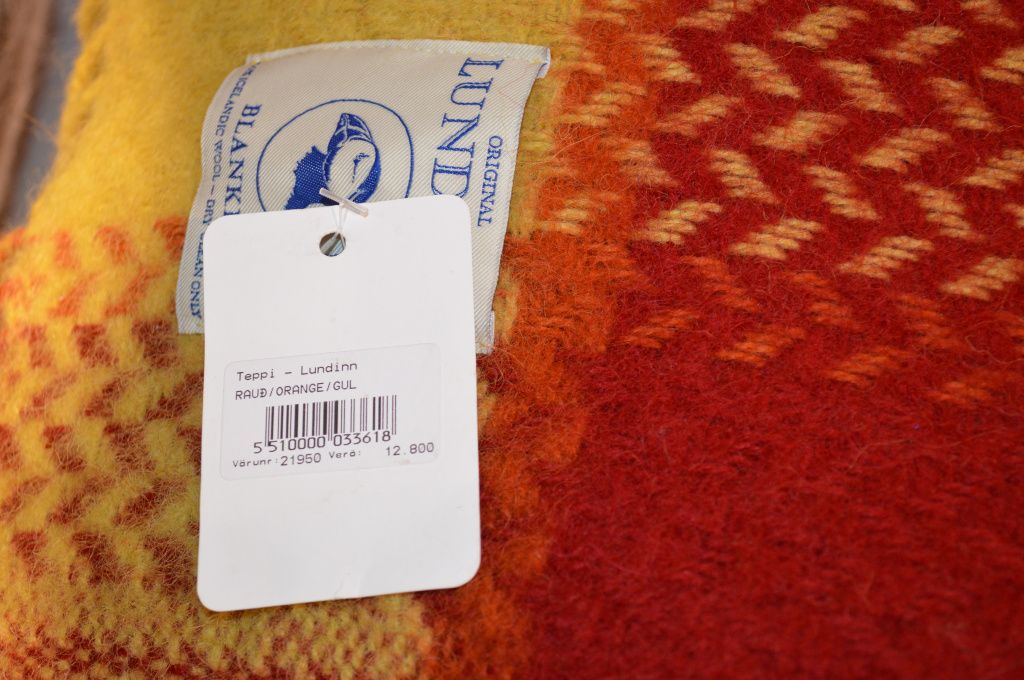 ORIGINAL
LUND
BLANK
ICELANDIC WOOL – DRY CLEAN ONLY
Teppi – Lundinn
RAUÐ/ORANGE/GUL
5 510000 033618
Vörunr: 21950 Verð: 12.800